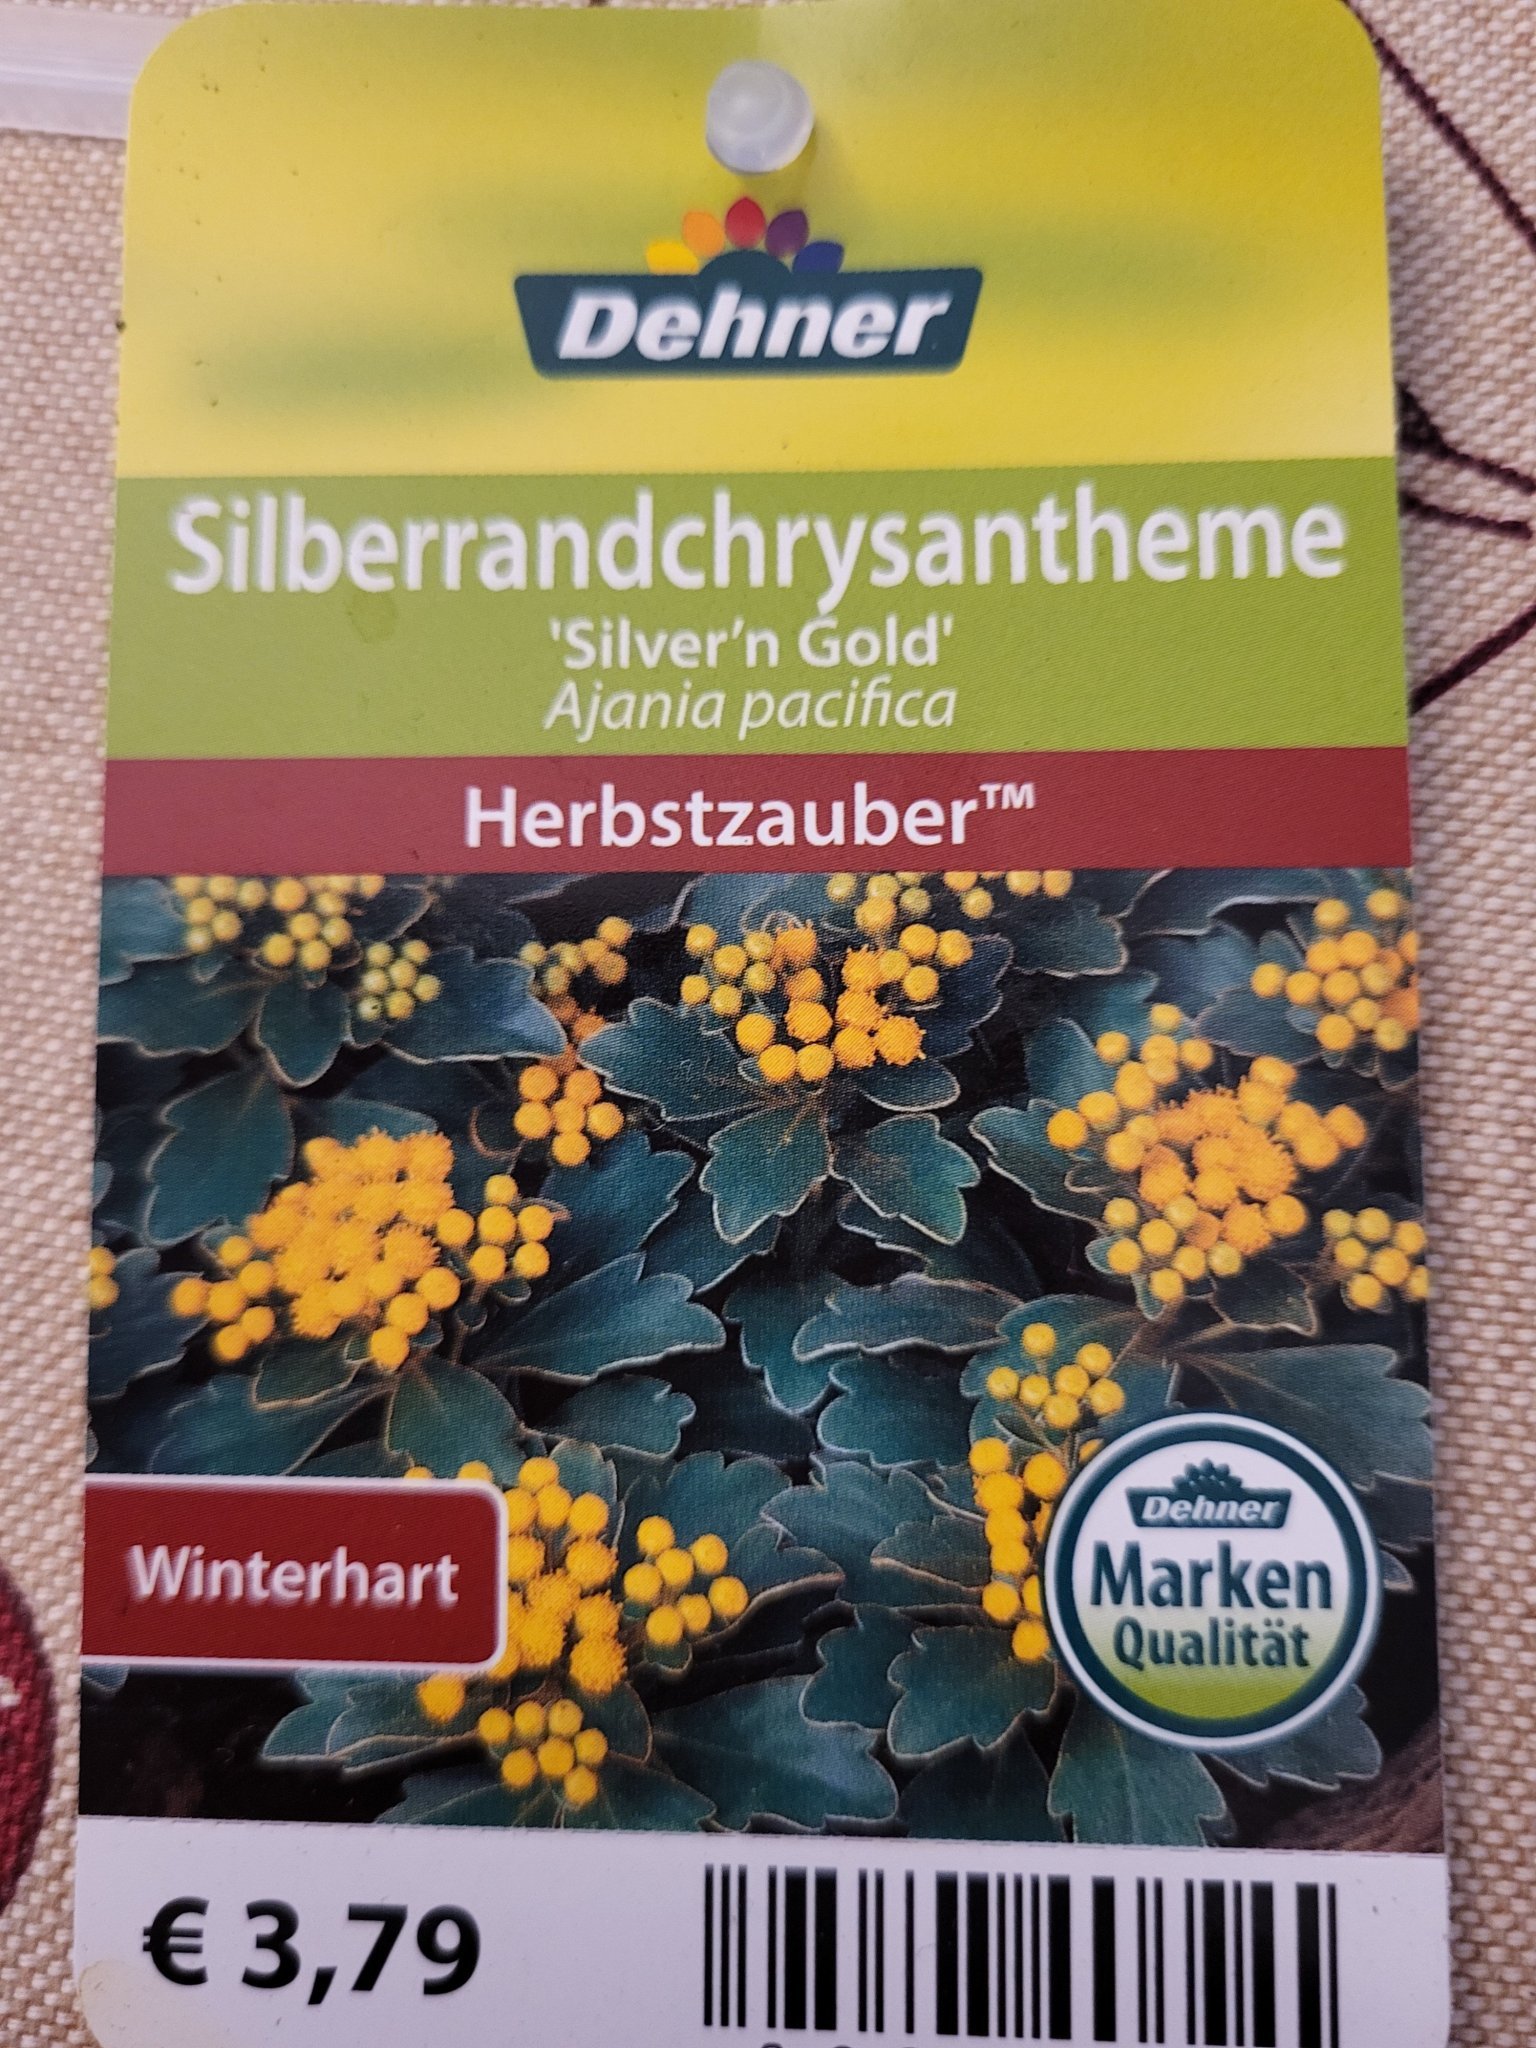 Dehner
Silberrandchrysantheme
'Silver’n Gold'
Ajania pacifica
Herbstzauber™
Winterhart
Dehner
Marken
Qualität
€ 3,79